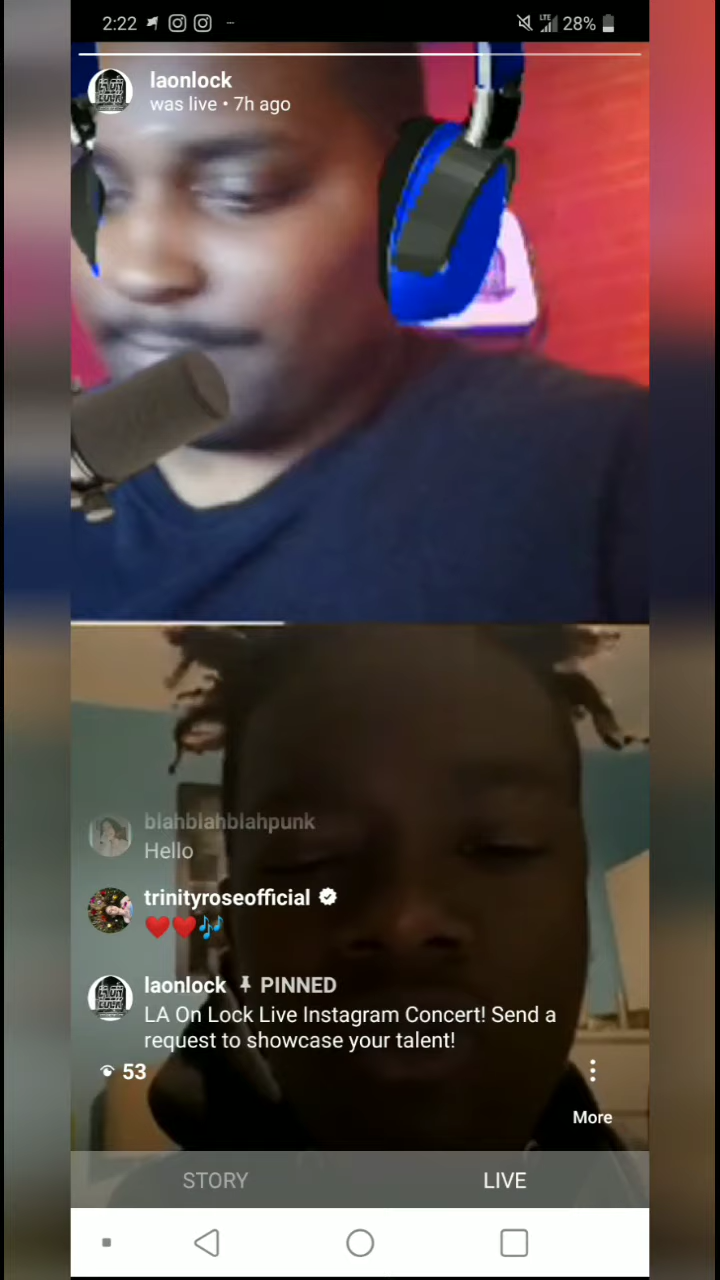 2:22
LTE
28%
laonlock
was live • 7h ago
blahblahblahpunk
Hello
trinityroseofficial
❤️❤️🎶
laonlock PINNED
LA On Lock Live Instagram Concert! Send a
request to showcase your talent!
53
More
STORY
LIVE